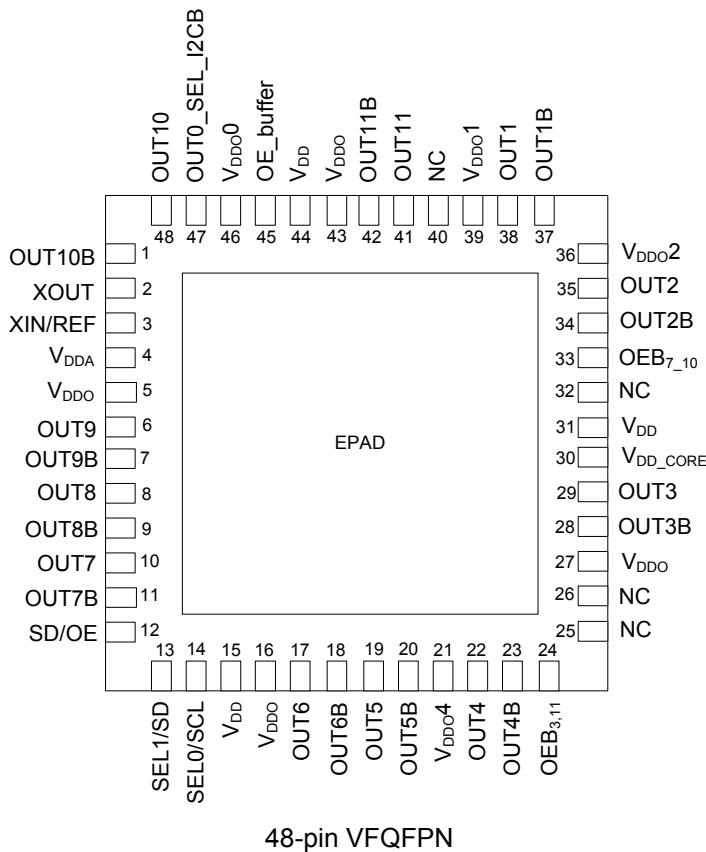 OUT10
OUT0_SEL_I2CB
VDDO0
OE_buffer
VDD
VDDO
OUT11B
OUT11
NC
VDDO1
OUT1
OUT1B
48 47 46 45 44 43 42 41 40 39 38 37
OUT10B 1
XOUT 2
XIN/REF 3
VDDA 4
VDDO 5
OUT9 6
OUT9B 7
OUT8 8
OUT8B 9
OUT7 10
OUT7B 11
SD/OE 12
EPAD
36 VDDO2
35 OUT2
34 OUT2B
33 OEB7_10
32 NC
31 VDD
30 VDD_CORE
29 OUT3
28 OUT3B
27 VDDO
26 NC
25 NC
13 14 15 16 17 18 19 20 21 22 23 24
SEL1/SD
SEL0/SCL
VDD
VDDO
OUT6
OUT6B
OUT5
OUT5B
VDDO4
OUT4
OUT4B
OEB3,11
48-pin VFQFPN